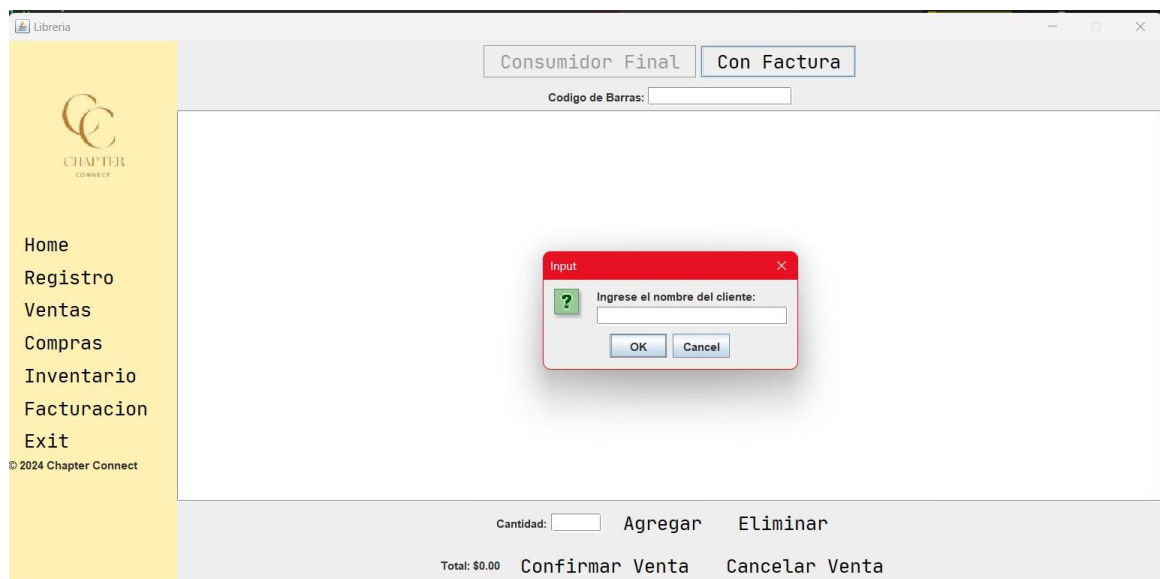 Libreria
CC
CHAPTER
CONNECT
Home
Registro
Ventas
Compras
Inventario
Facturacion
Exit
© 2024 Chapter Connect
Consumidor Final Con Factura
Codigo de Barras:
Input
?
Ingrese el nombre del cliente:
OK Cancel
Cantidad: Agregar Eliminar
Total: $0.00 Confirmar Venta Cancelar Venta